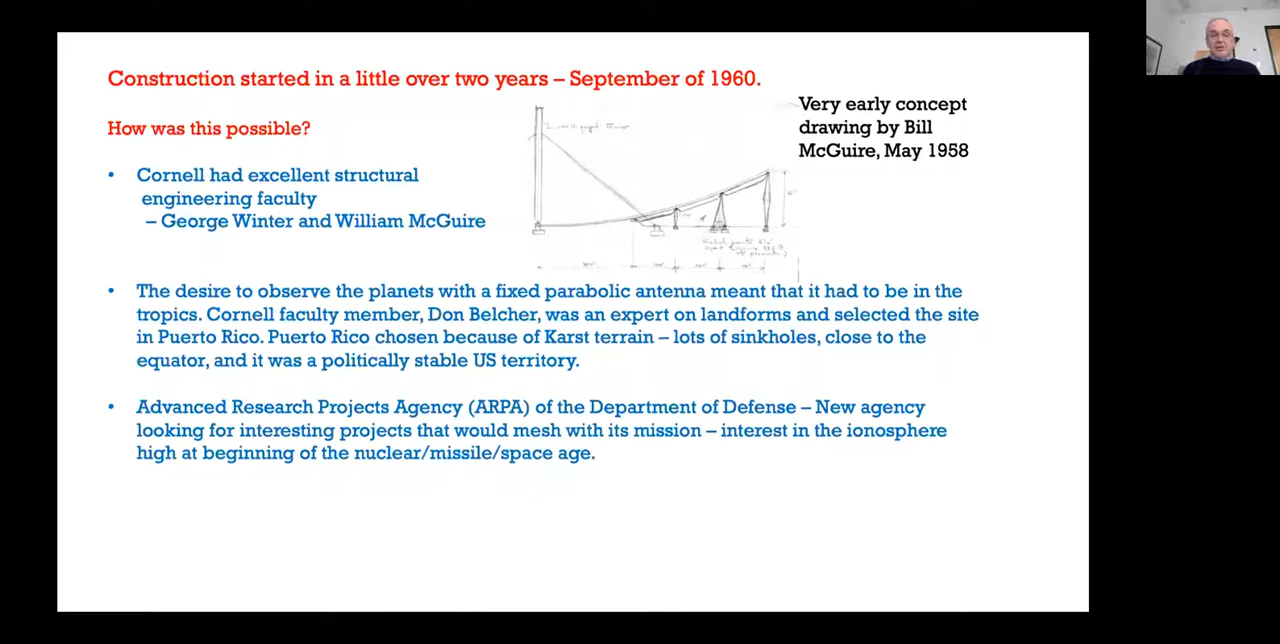 Construction started in a little over two years – September of 1960.
How was this possible?
Very early concept
drawing by Bill
McGuire, May 1958
• Cornell had excellent structural
engineering faculty
– George Winter and William McGuire
• The desire to observe the planets with a fixed parabolic antenna meant that it had to be in the
tropics. Cornell faculty member, Don Belcher, was an expert on landforms and selected the site
in Puerto Rico. Puerto Rico chosen because of Karst terrain – lots of sinkholes, close to the
equator, and it was a politically stable US territory.
• Advanced Research Projects Agency (ARPA) of the Department of Defense – New agency
looking for interesting projects that would mesh with its mission – interest in the ionosphere
high at beginning of the nuclear/missile/space age.